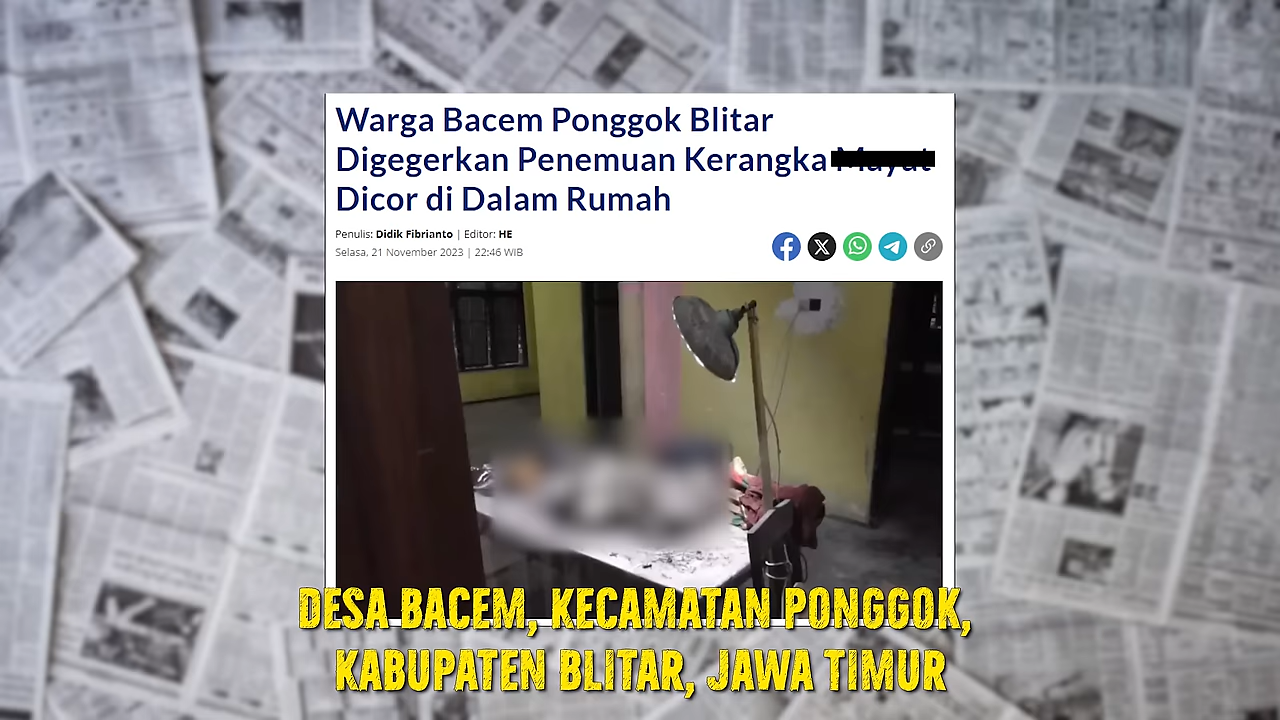 Warga Bacem Ponggok Blitar
Digegerkan Penemuan Kerangka Mayat
Dicor di Dalam Rumah
Penulis: Didik Fibrianto | Editor: HE
Selasa, 21 November 2023 | 22:46 WIB
DESA BACEM, KECAMATAN PONGGOK,
KABUPATEN BLITAR, JAWA TIMUR